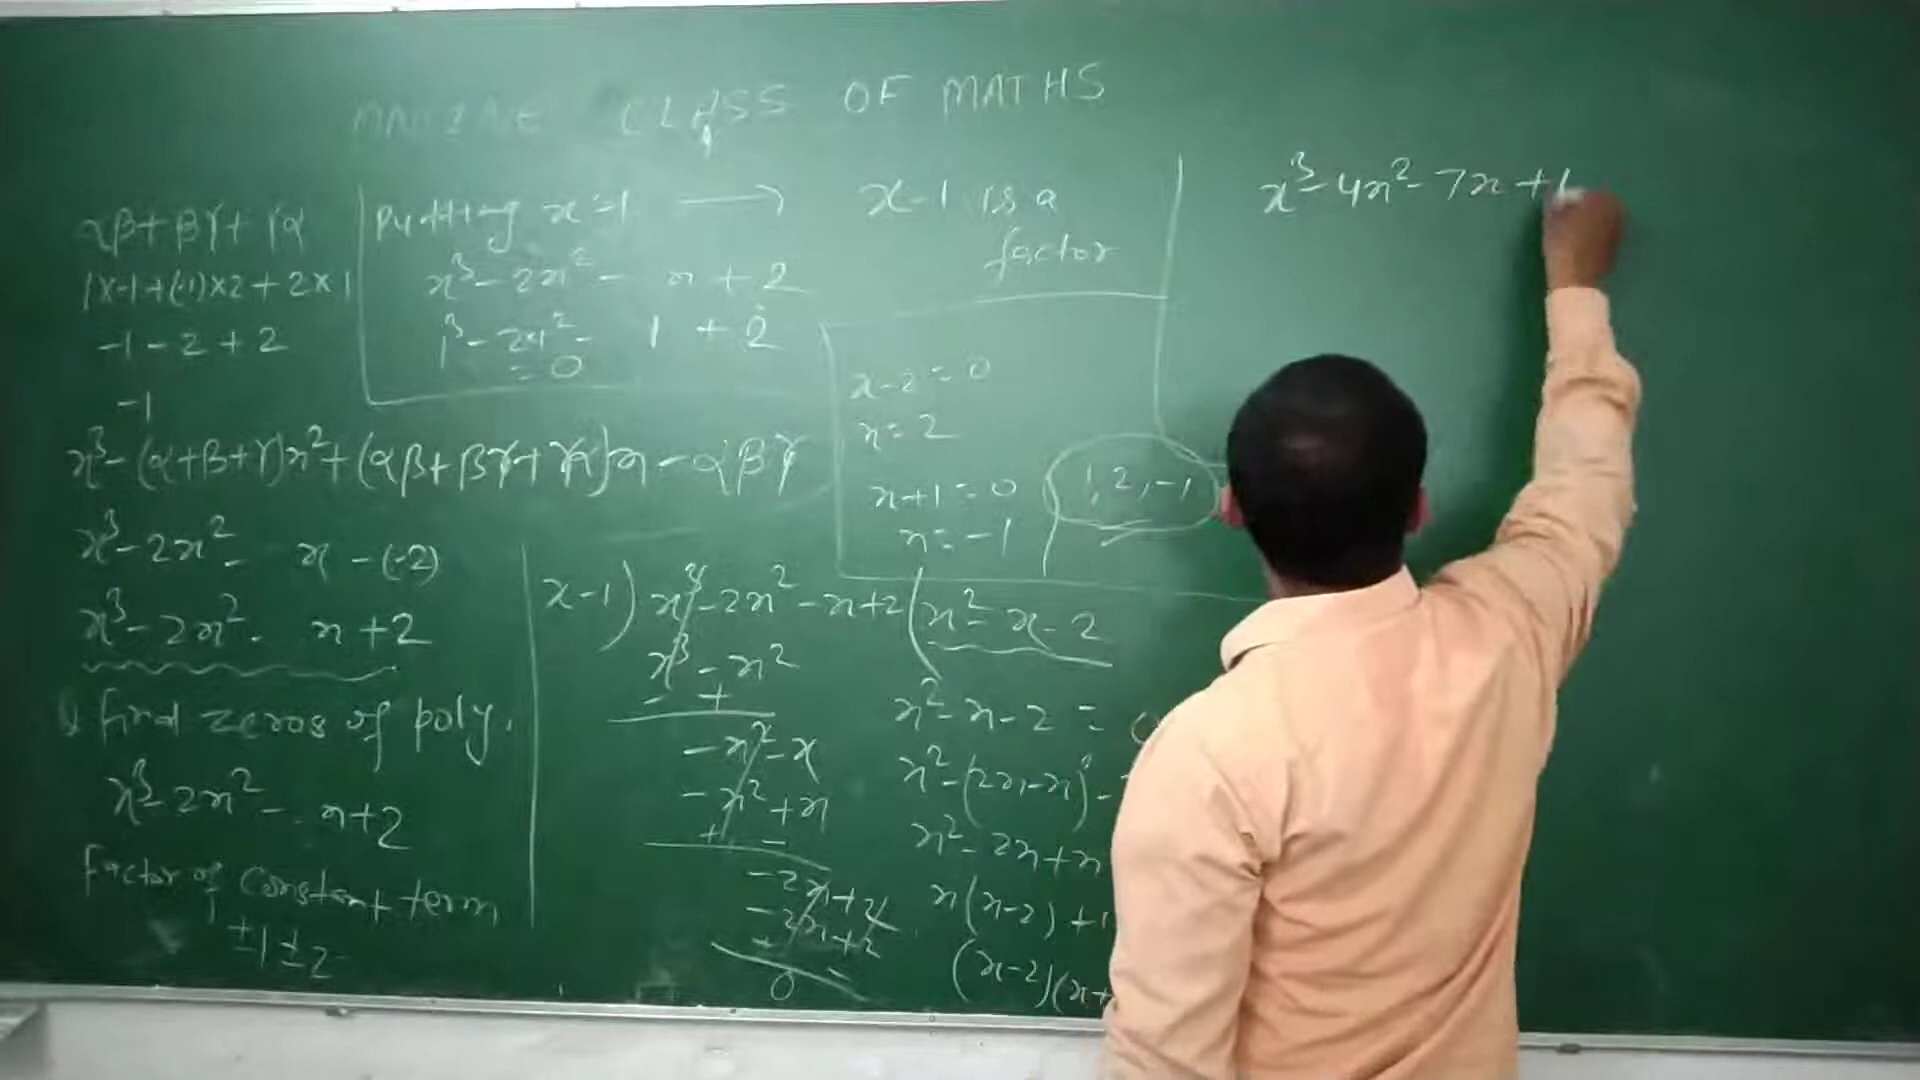 CLASS OF MATHS
αβ + βγ + γα
1×-1+(-1)×2+2×1
-1-2+2
-1
x³-(α+β+γ)x²+(αβ+βγ+γα)x-αβγ
x³-2x²- x-(-2)
x³-2x²- x+2
find zeros of poly.
x³-2x²- x+2
factor of constant term
±1 ±2
Putting x=1 → x-1 is a factor
x³-2x²- x+2
1³-2×1²- 1+2
=0
x-2=0
x=2
x+1=0
x=-1
1, 2, -1
x-1)x³-2x²-x+2(x²-x-2
x³-x²
- +
-x²-x
-x²+x
+ -
-2x+2
-2x+2
+ -
0
x²-x-2=0
x²-(2x-x)-
x²-2x+x
x(x-2)+1
(x-2)(x+
x³-4x²-7x+